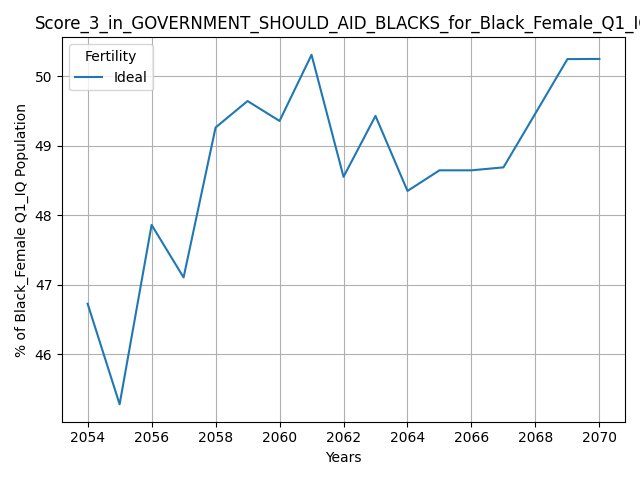 Score_3_in_GOVERNMENT_SHOULD_AID_BLACKS_for_Black_Female_Q1_IQ
Fertility
Ideal
50
49
48
47
46
% of Black_Female Q1_IQ Population
2054 2056 2058 2060 2062 2064 2066 2068 2070
Years